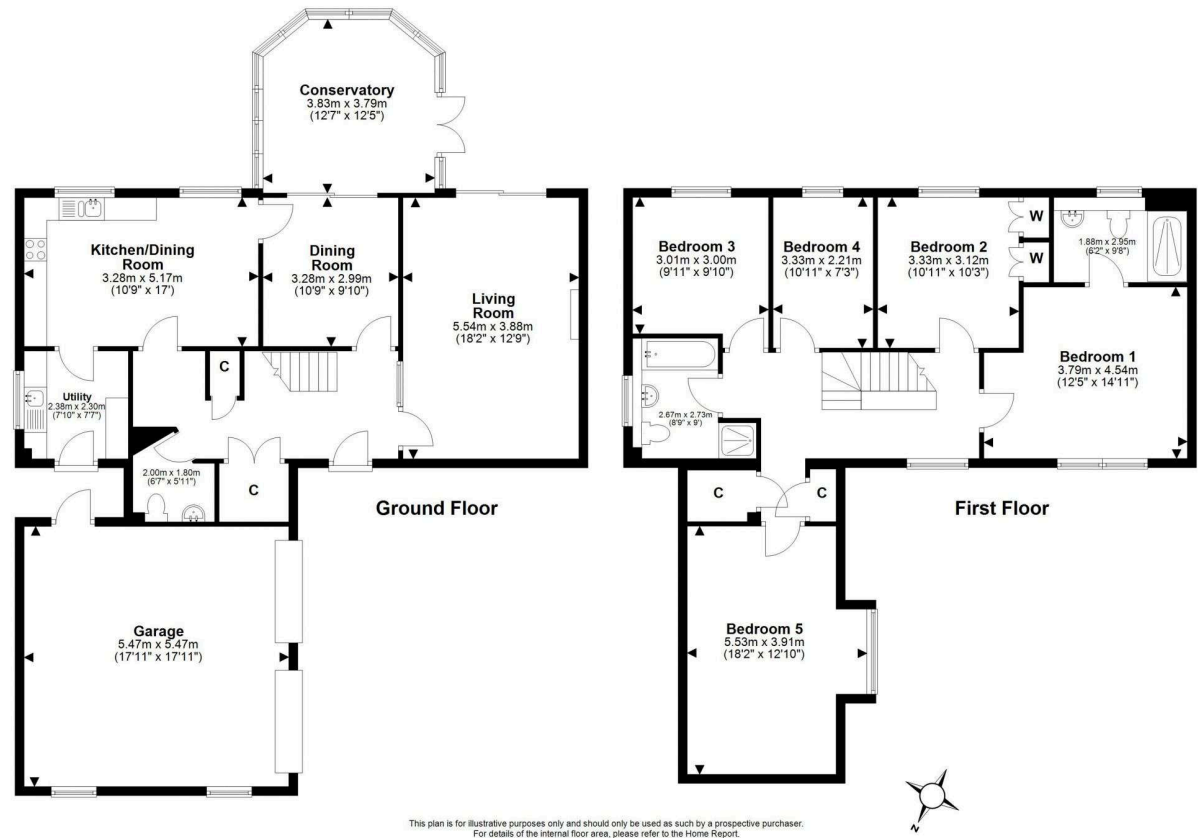 Conservatory
3.83m x 3.79m
(12'7" x 12'5")
Kitchen/Dining
Room
3.28m x 5.17m
(10'9" x 17')
Dining
Room
3.28m x 2.99m
(10'9" x 9'10")
Living
Room
5.54m x 3.88m
(18'2" x 12'9")
Utility
2.38m x 2.30m
(7'10" x 7'7")
C
2.00m x 1.80m
(6'7" x 5'11")
C
Ground Floor
Garage
5.47m x 5.47m
(17'11" x 17'11")
Bedroom 3
3.01m x 3.00m
(9'11" x 9'10")
Bedroom 4
3.33m x 2.21m
(10'11" x 7'3")
Bedroom 2
3.33m x 3.12m
(10'11" x 10'3")
W
W
1.88m x 2.95m
(6'2" x 9'8")
Bedroom 1
3.79m x 4.54m
(12'5" x 14'11")
2.67m x 2.73m
(8'9" x 9')
C
C
First Floor
Bedroom 5
5.53m x 3.91m
(18'2" x 12'10")
N
This plan is for illustrative purposes only and should only be used as such by a prospective purchaser.
For details of the internal floor area, please refer to the Home Report.